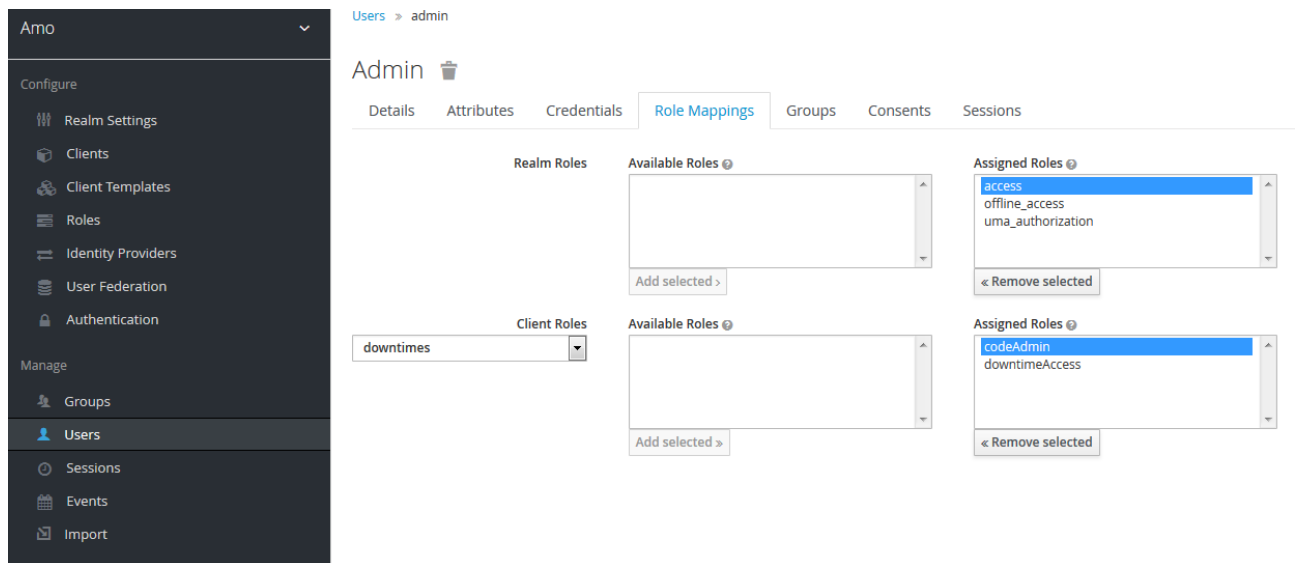 Amo
Configure
Realm Settings
Clients
Client Templates
Roles
Identity Providers
User Federation
Authentication
Manage
Groups
Users
Sessions
Events
Import
Users » admin
Admin
Details Attributes Credentials Role Mappings Groups Consents Sessions
Realm Roles Available Roles Assigned Roles
access
offline_access
uma_authorization
Add selected › « Remove selected
Client Roles Available Roles Assigned Roles
downtimes codeAdmin
downtimeAccess
Add selected » « Remove selected